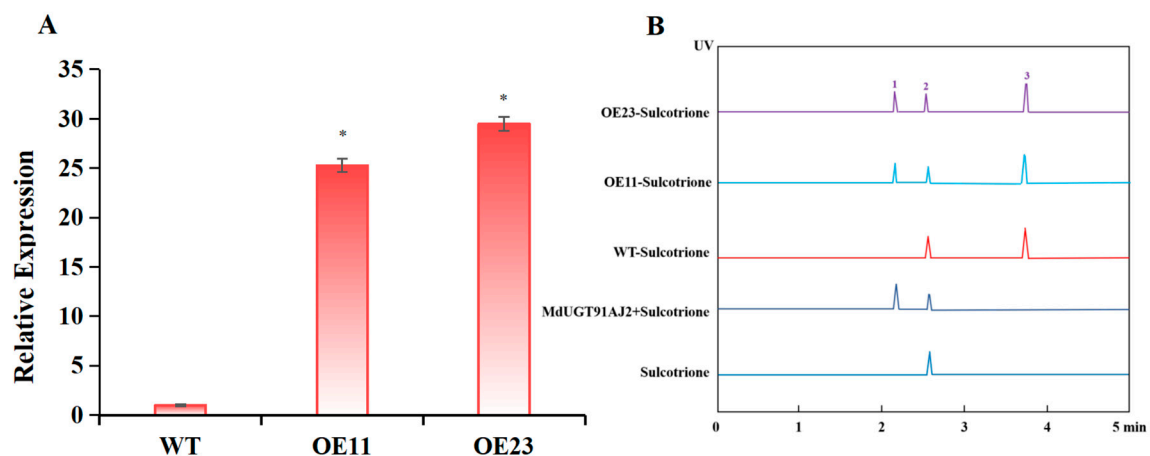 A
Relative Expression
35
30
25
20
15
10
5
0
*
*
WT OE11 OE23
B
UV
1 2 3
OE23-Sulcotrione
OE11-Sulcotrione
WT-Sulcotrione
MdUGT91AJ2+Sulcotrione
Sulcotrione
0 1 2 3 4 5 min